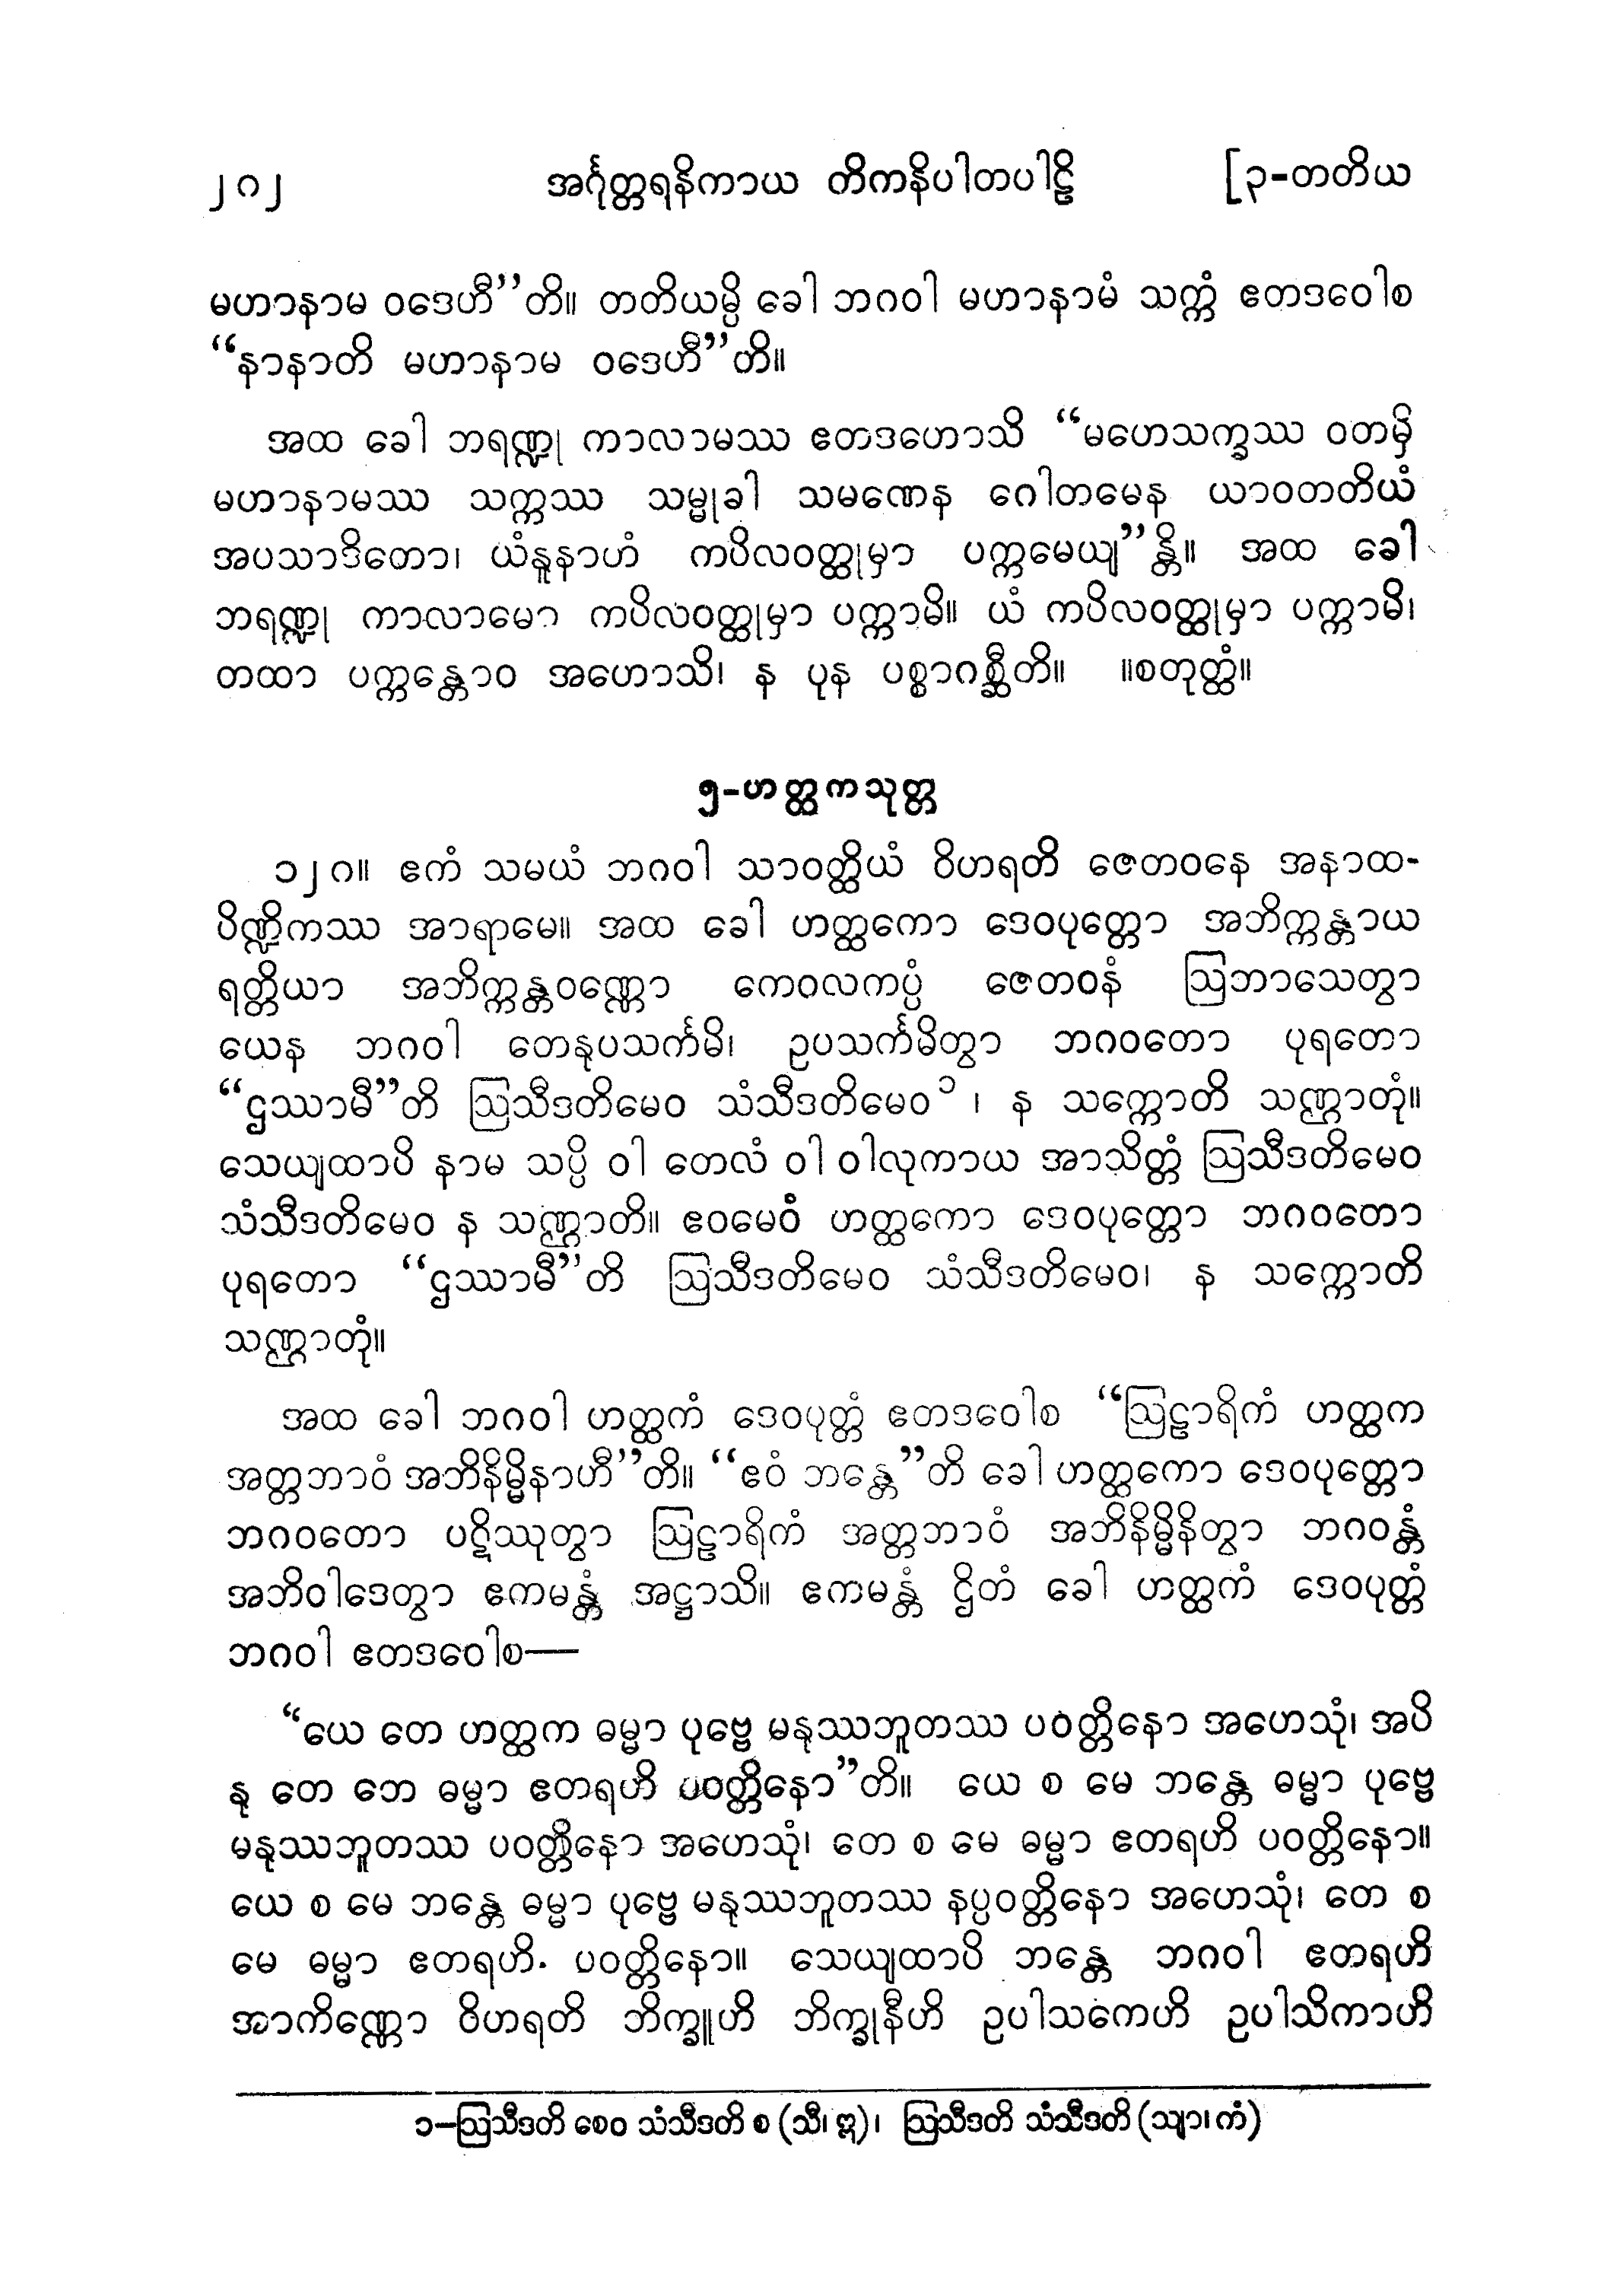 ၂၇၂ အင်္ဂုတ္တရနိကာယ တိကနိပါတပါဠိ [၃-တတိယ
မဟာနာမ ဝဒေဟီ”တိ။ တတိယမ္ပိ ခေါ ဘဂဝါ မဟာနာမံ သက္ကံ ဧတဒဝေါစ
“နာနာတိ မဟာနာမ ဝဒေဟီ”တိ။
အထ ခေါ ဘရဏ္ဍု ကာလာမဿ ဧတဒဟောသိ “မဟေသက္ခဿ ဝတမှိ
မဟာနာမဿ သက္ကဿ သမ္မုခါ သမဏေန ဂေါတမေန ယာဝတတိယံ
အပသာဒိတော၊ ယံနူနာဟံ ကပိလဝတ္ထုမှာ ပက္ကမေယျ”န္တိ။ အထ ခေါ
ဘရဏ္ဍု ကာလာမော ကပိလဝတ္ထုမှာ ပက္ကာမိ။ ယံ ကပိလဝတ္ထုမှာ ပက္ကာမိ၊
တထာ ပက္ကန္တောဝ အဟောသိ၊ န ပုန ပစ္စာဂစ္ဆီတိ။ ။စတုတ္ထံ။
၅-ဟတ္ထကသုတ္တ
၁၂၇။ ဧကံ သမယံ ဘဂဝါ သာဝတ္ထိယံ ဝိဟရတိ ဇေတဝနေ အနာထ-
ပိဏ္ဍိကဿ အာရာမေ။ အထ ခေါ ဟတ္ထကော ဒေဝပုတ္တော အဘိက္ကန္တာယ
ရတ္တိယာ အဘိက္ကန္တဝဏ္ဏော ကေဝလကပ္ပံ ဇေတဝနံ ဩဘာသေတွာ
ယေန ဘဂဝါ တေနုပသင်္ကမိ၊ ဥပသင်္ကမိတွာ ဘဂဝတော ပုရတော
“ဌဿာမီ”တိ ဩသီဒတိမေဝ သံသီဒတိမေဝ၁၊ န သက္ကောတိ သဏ္ဌာတုံ။
သေယျထာပိ နာမ သပ္ပိ ဝါ တေလံ ဝါ ဝါလုကာယ အာသိတ္တံ ဩသီဒတိမေဝ
သံသီဒတိမေဝ န သဏ္ဌာတိ။ ဧဝမေဝံ ဟတ္ထကော ဒေဝပုတ္တော ဘဂဝတော
ပုရတော “ဌဿာမီ”တိ ဩသီဒတိမေဝ သံသီဒတိမေဝ၊ န သက္ကောတိ
သဏ္ဌာတုံ။
အထ ခေါ ဘဂဝါ ဟတ္ထကံ ဒေဝပုတ္တံ ဧတဒဝေါစ “ဩဠာရိကံ ဟတ္ထက
အတ္တဘာဝံ အဘိနိမ္မိနာဟီ”တိ။ “ဧဝံ ဘန္တေ”တိ ခေါ ဟတ္ထကော ဒေဝပုတ္တော
ဘဂဝတော ပဋိဿုတွာ ဩဠာရိကံ အတ္တဘာဝံ အဘိနိမ္မိနိတွာ ဘဂဝန္တံ
အဘိဝါဒေတွာ ဧကမန္တံ အဋ္ဌာသိ။ ဧကမန္တံ ဌိတံ ခေါ ဟတ္ထကံ ဒေဝပုတ္တံ
ဘဂဝါ ဧတဒဝေါစ—
“ယေ တေ ဟတ္ထက ဓမ္မာ ပုဗ္ဗေ မနုဿဘူတဿ ပဝတ္တိနော အဟေသုံ၊ အပိ
နု တေ တေ ဓမ္မာ ဧတရဟိ ပဝတ္တိနော”တိ။ ယေ စ မေ ဘန္တေ ဓမ္မာ ပုဗ္ဗေ
မနုဿဘူတဿ ပဝတ္တိနော အဟေသုံ၊ တေ စ မေ ဓမ္မာ ဧတရဟိ ပဝတ္တိနော။
ယေ စ မေ ဘန္တေ ဓမ္မာ ပုဗ္ဗေ မနုဿဘူတဿ နပ္ပဝတ္တိနော အဟေသုံ၊ တေ စ
မေ ဓမ္မာ ဧတရဟိ ပဝတ္တိနော။ သေယျထာပိ ဘန္တေ ဘဂဝါ ဧတရဟိ
အာကိဏ္ဏော ဝိဟရတိ ဘိက္ခူဟိ ဘိက္ခုနီဟိ ဥပါသကေဟိ ဥပါသိကာဟိ
၁—ဩသီဒတိ စေဝ သံသီဒတိ စ (သီ၊ ဣ)၊ ဩသီဒတိ သံသီဒတိ (သျာ၊ ကံ)